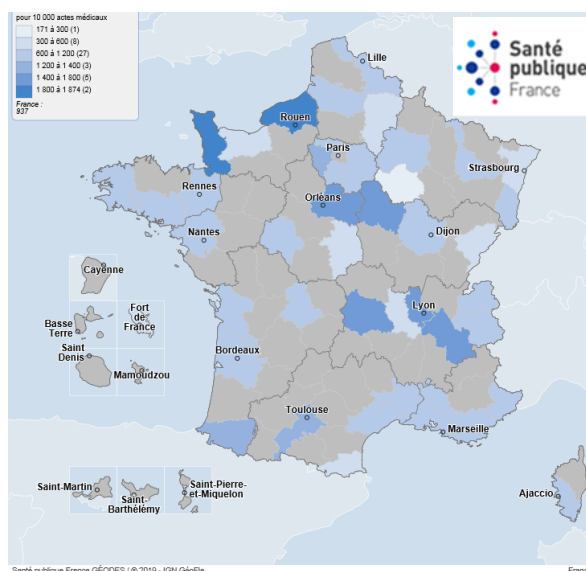 pour 10 000 actes médicaux
171 à 300 (1)
300 à 600 (8)
600 à 1 200 (27)
1 200 à 1 400 (3)
1 400 à 1 800 (5)
1 800 à 1 874 (2)
France :
937
Santé
publique
France
Lille
Rouen
Paris
Strasbourg
Rennes
Orléans
Nantes
Dijon
Cayenne
Fort
de
France
Basse
Terre
Lyon
Saint
Denis
Mamoudzou
Bordeaux
Toulouse
Marseille
Saint-Martin
Saint-
Barthélémy
Saint-Pierre
et-Miquelon
Ajaccio
Santé publique France GÉODES / © 2019 - IGN GéoFla
Franc